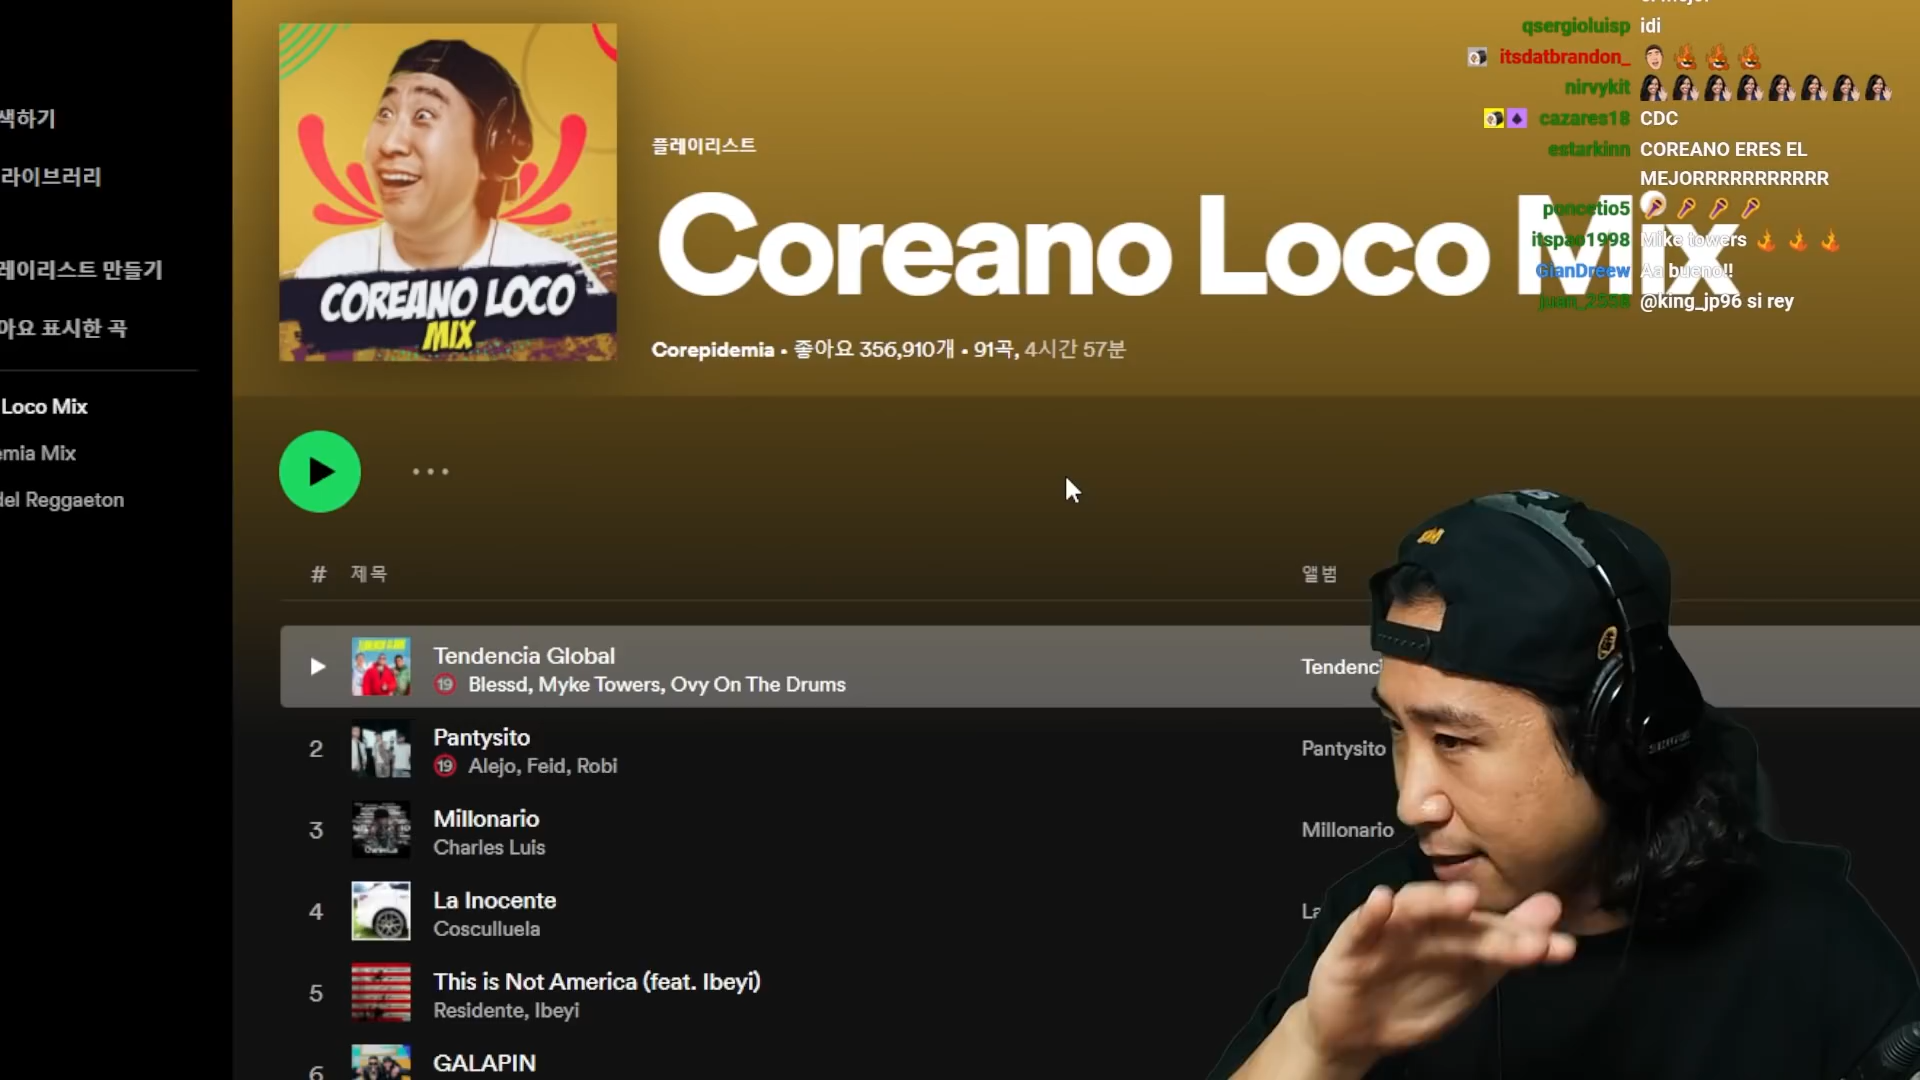 색하기
라이브러리
레이리스트 만들기
아요 표시한 곡
Loco Mix
emia Mix
del Reggaeton
COREANO LOCO
MIX
플레이리스트
Coreano Loco Mix
Corepidemia • 좋아요 356,910개 • 91곡, 4시간 57분
# 제목 앨범
Tendencia Global
19 Blessd, Myke Towers, Ovy On The Drums
Tendenci
2 Pantysito
19 Alejo, Feid, Robi
Pantysito
3 Millonario
Charles Luis
Millonario
4 La Inocente
Cosculluela
La
5 This is Not America (feat. Ibeyi)
Residente, Ibeyi
6 GALAPIN
qsergioluisp idi
itsdatbrandon_
nirvykit
cazares18 CDC
estarkinn COREANO ERES EL
MEJORRRRRRRRRRR
poncetio5
itspao1998 Mike towers
GianDreew Aa bueno!!
@king_jp96 si rey